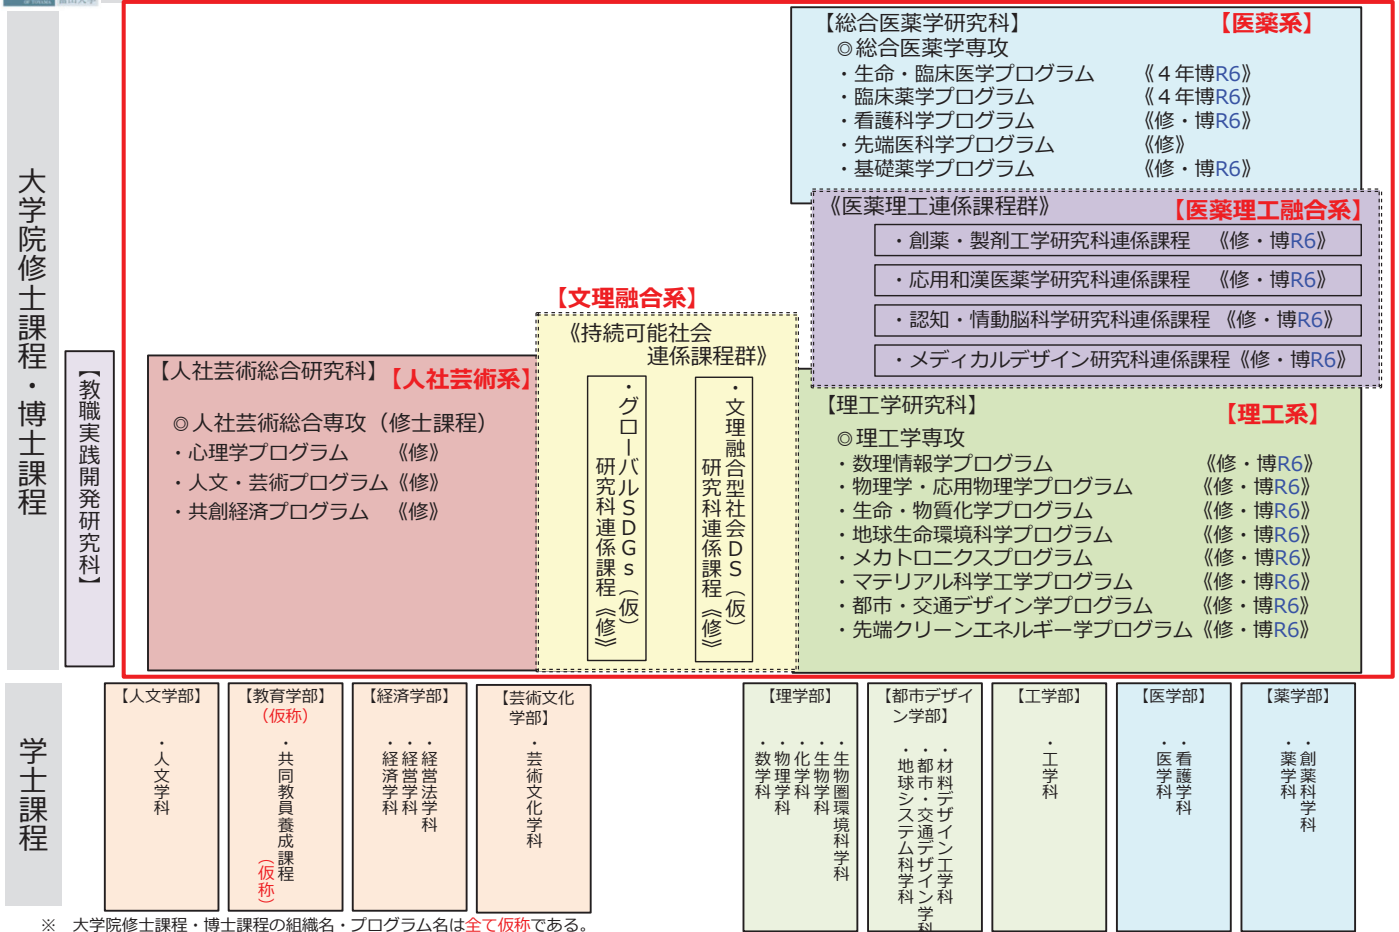 OF TOYAMA 富山大学
大学院修士課程・博士課程
【教職実践開発研究科】
【総合医薬学研究科】 【医薬系】
◎総合医薬学専攻
・生命・臨床医学プログラム 《４年博R6》
・臨床薬学プログラム 《４年博R6》
・看護科学プログラム 《修・博R6》
・先端医科学プログラム 《修》
・基礎薬学プログラム 《修・博R6》
《医薬理工連係課程群》 【医薬理工融合系】
・創薬・製剤工学研究科連係課程 《修・博R6》
・応用和漢医薬学研究科連係課程 《修・博R6》
・認知・情動脳科学研究科連係課程 《修・博R6》
・メディカルデザイン研究科連係課程《修・博R6》
【文理融合系】
《持続可能社会
連係課程群》
・グローバルSDGs（仮）
研究科連係課程《修》
・文理融合型社会DS（仮）
研究科連係課程《修》
【人社芸術総合研究科】 【人社芸術系】
◎人社芸術総合専攻（修士課程）
・心理学プログラム 《修》
・人文・芸術プログラム《修》
・共創経済プログラム 《修》
【理工学研究科】 【理工系】
◎理工学専攻
・数理情報学プログラム 《修・博R6》
・物理学・応用物理学プログラム 《修・博R6》
・生命・物質化学プログラム 《修・博R6》
・地球生命環境科学プログラム 《修・博R6》
・メカトロニクスプログラム 《修・博R6》
・マテリアル科学工学プログラム 《修・博R6》
・都市・交通デザイン学プログラム 《修・博R6》
・先端クリーンエネルギー学プログラム《修・博R6》
学士課程
【人文学部】
・人文学科
【教育学部】
（仮称）
・共同教員養成課程
（仮称）
【経済学部】
・経営法学科
・経営学科
・経済学科
【芸術文化
学部】
・芸術文化学科
【理学部】
・生物圏環境科学科
・生物学科
・化学科
・物理学科
・数学科
【都市デザイ
ン学部】
・材料デザイン工学科
・都市・交通デザイン学科
・地球システム科学科
【工学部】
・工学科
【医学部】
・看護学科
・医学科
【薬学部】
・創薬科学科
・薬学科
※ 大学院修士課程・博士課程の組織名・プログラム名は全て仮称である。